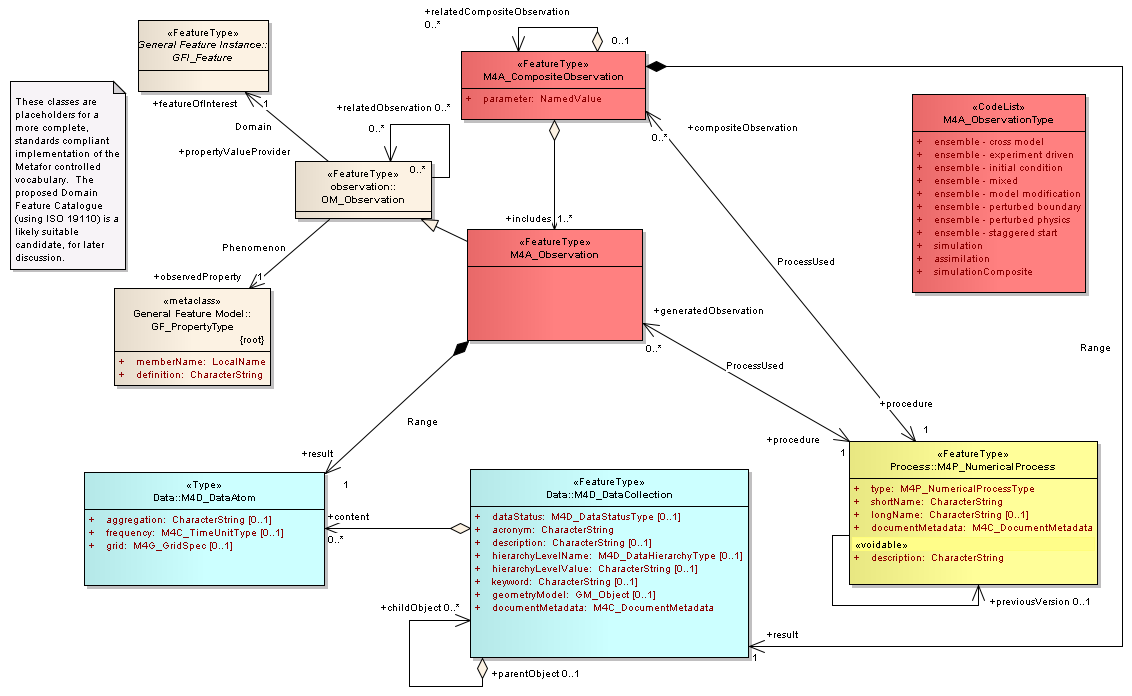 +relatedCompositeObservation
0..*
0..1
«FeatureType»
General Feature Instance::
GFI_Feature
«FeatureType»
M4A_CompositeObservation
+ parameter: NamedValue
These classes are
placeholders for a
more complete,
standards compliant
implementation of the
Metafor controlled
vocabulary. The
proposed Domain
Feature Catalogue
(using ISO 19110) is a
likely suitable
candidate, for later
discussion.
+featureOfInterest
1
Domain
+propertyValueProvider
+relatedObservation 0..*
0..*
0..*
«FeatureType»
observation::
OM_Observation
+compositeObservation
0..*
«CodeList»
M4A_ObservationType
+ ensemble - cross model
+ ensemble - experiment driven
+ ensemble - initial condition
+ ensemble - mixed
+ ensemble - model modification
+ ensemble - perturbed boundary
+ ensemble - perturbed physics
+ ensemble - staggered start
+ simulation
+ assimilation
+ simulationComposite
+includes 1..*
«FeatureType»
M4A_Observation
Phenomenon
+observedProperty
1
ProcessUsed
«metaclass»
General Feature Model::
GF_PropertyType
{root}
+ memberName: LocalName
+ definition: CharacterString
+generatedObservation
0..*
ProcessUsed
Range
Range
+procedure
1
+procedure
1
+result
1
«FeatureType»
Process::M4P_NumericalProcess
+ type: M4P_NumericalProcessType
+ shortName: CharacterString
+ longName: CharacterString [0..1]
+ documentMetadata: M4C_DocumentMetadata
«voidable»
+ description: CharacterString
+previousVersion 0..1
«Type»
Data::M4D_DataAtom
+ aggregation: CharacterString [0..1]
+ frequency: M4C_TimeUnitType [0..1]
+ grid: M4G_GridSpec [0..1]
+content
0..*
«FeatureType»
Data::M4D_DataCollection
+ dataStatus: M4D_DataStatusType [0..1]
+ acronym: CharacterString
+ description: CharacterString [0..1]
+ hierarchyLevelName: M4D_DataHierarchyType [0..1]
+ hierarchyLevelValue: CharacterString [0..1]
+ keyword: CharacterString [0..1]
+ geometryModel: GM_Object [0..1]
+ documentMetadata: M4C_DocumentMetadata
+childObject 0..*
+result
1
+parentObject 0..1